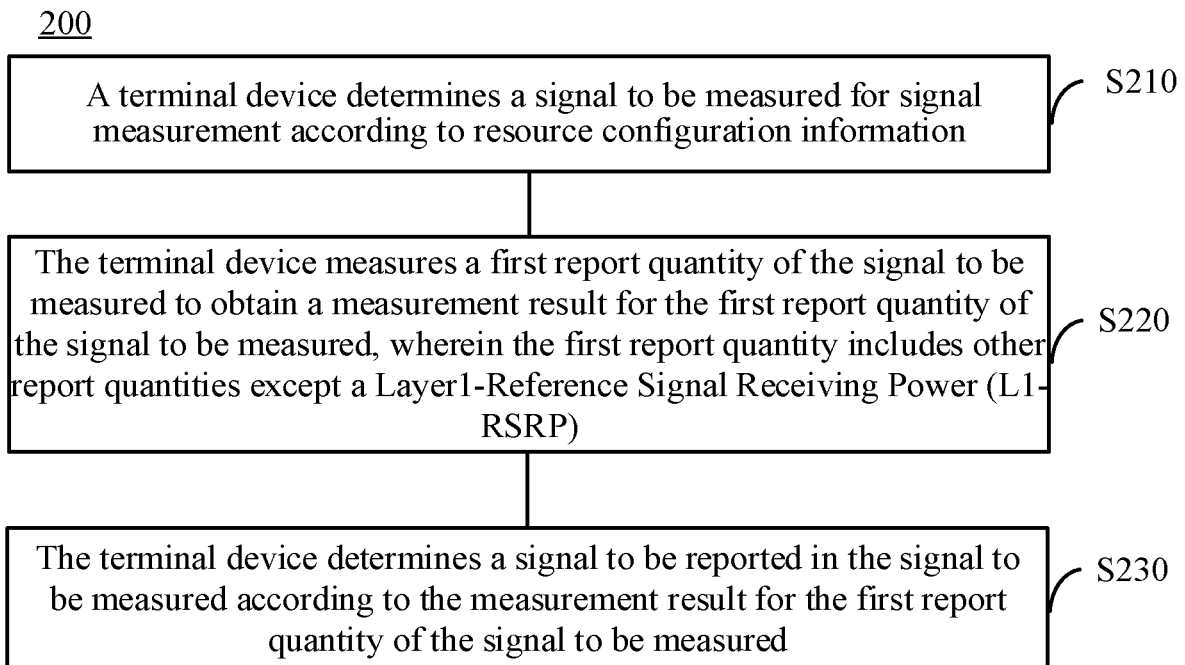 200
A terminal device determines a signal to be measured for signal
measurement according to resource configuration information
S210
The terminal device measures a first report quantity of the signal to be
measured to obtain a measurement result for the first report quantity of
the signal to be measured, wherein the first report quantity includes other
report quantities except a Layer1-Reference Signal Receiving Power (L1-
RSRP)
S220
The terminal device determines a signal to be reported in the signal to
be measured according to the measurement result for the first report
quantity of the signal to be measured
S230